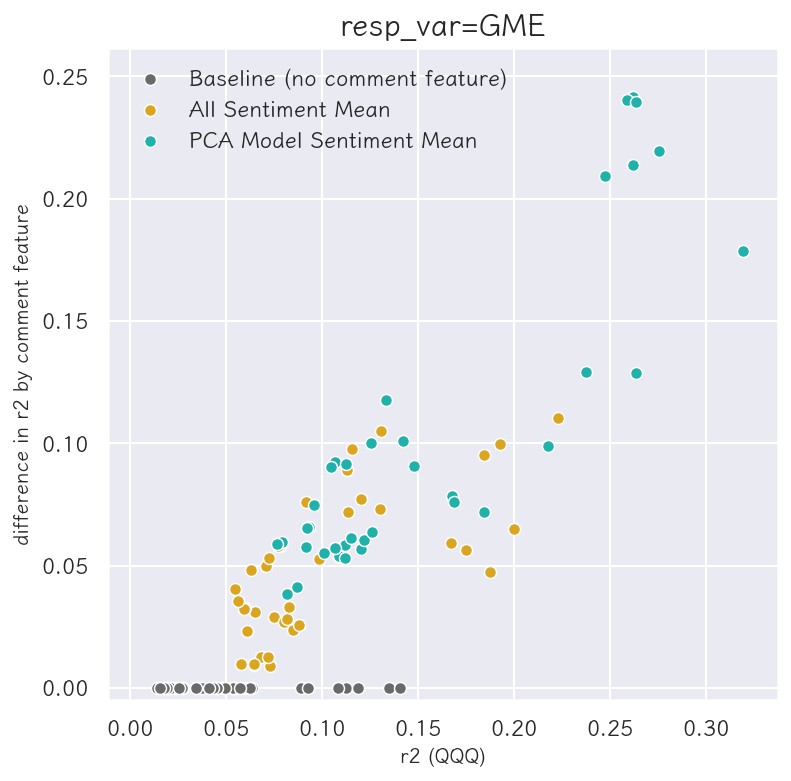 resp_var=GME
Baseline (no comment feature)
All Sentiment Mean
PCA Model Sentiment Mean
difference in r2 by comment feature
0.25
0.20
0.15
0.10
0.05
0.00
0.00 0.05 0.10 0.15 0.20 0.25 0.30
r2 (QQQ)